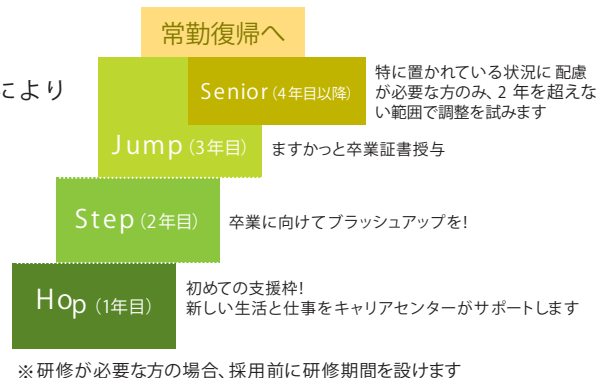 常勤復帰へ
により
Senior(4年目以降)
特に置かれている状況に配慮
が必要な方のみ、2年を超えな
い範囲で調整を試みます
Jump(3年目)
ますかっと卒業証書授与
Step(2年目)
卒業に向けてブラッシュアップを!
Hop(1年目)
初めての支援枠!
新しい生活と仕事をキャリアセンターがサポートします
※研修が必要な方の場合、採用前に研修期間を設けます